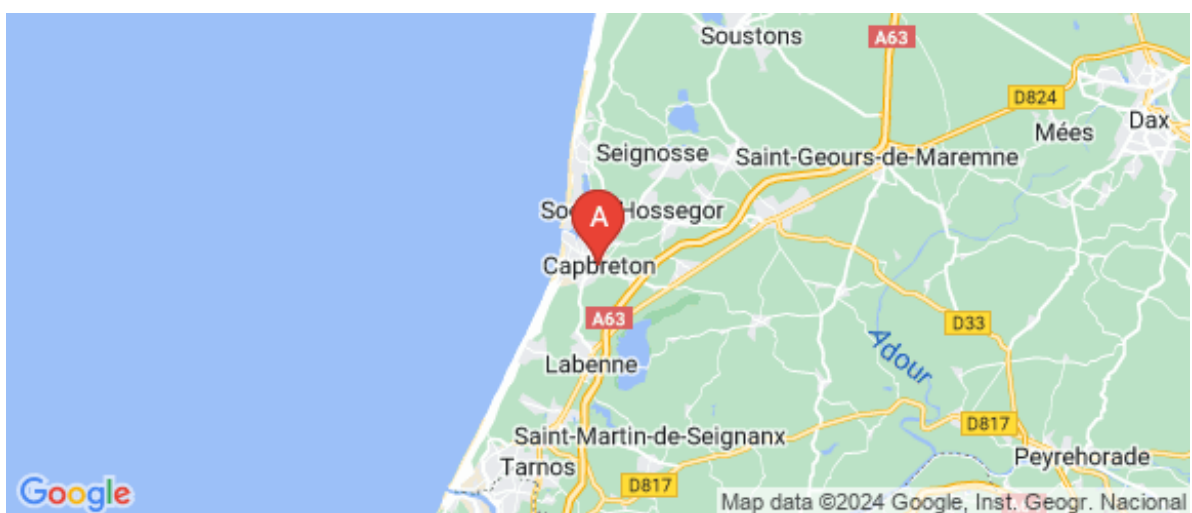 Soustons
A63
D824
Mées
Dax
Seignosse
Saint-Geours-de-Maremne
Hossegor
A
Capbreton
A63
D33
Adour
Labenne
D817
Saint-Martin-de-Seignanx
Peyrehorade
Tarnos
D817
Google
Map data ©2024 Google, Inst. Geogr. Nacional